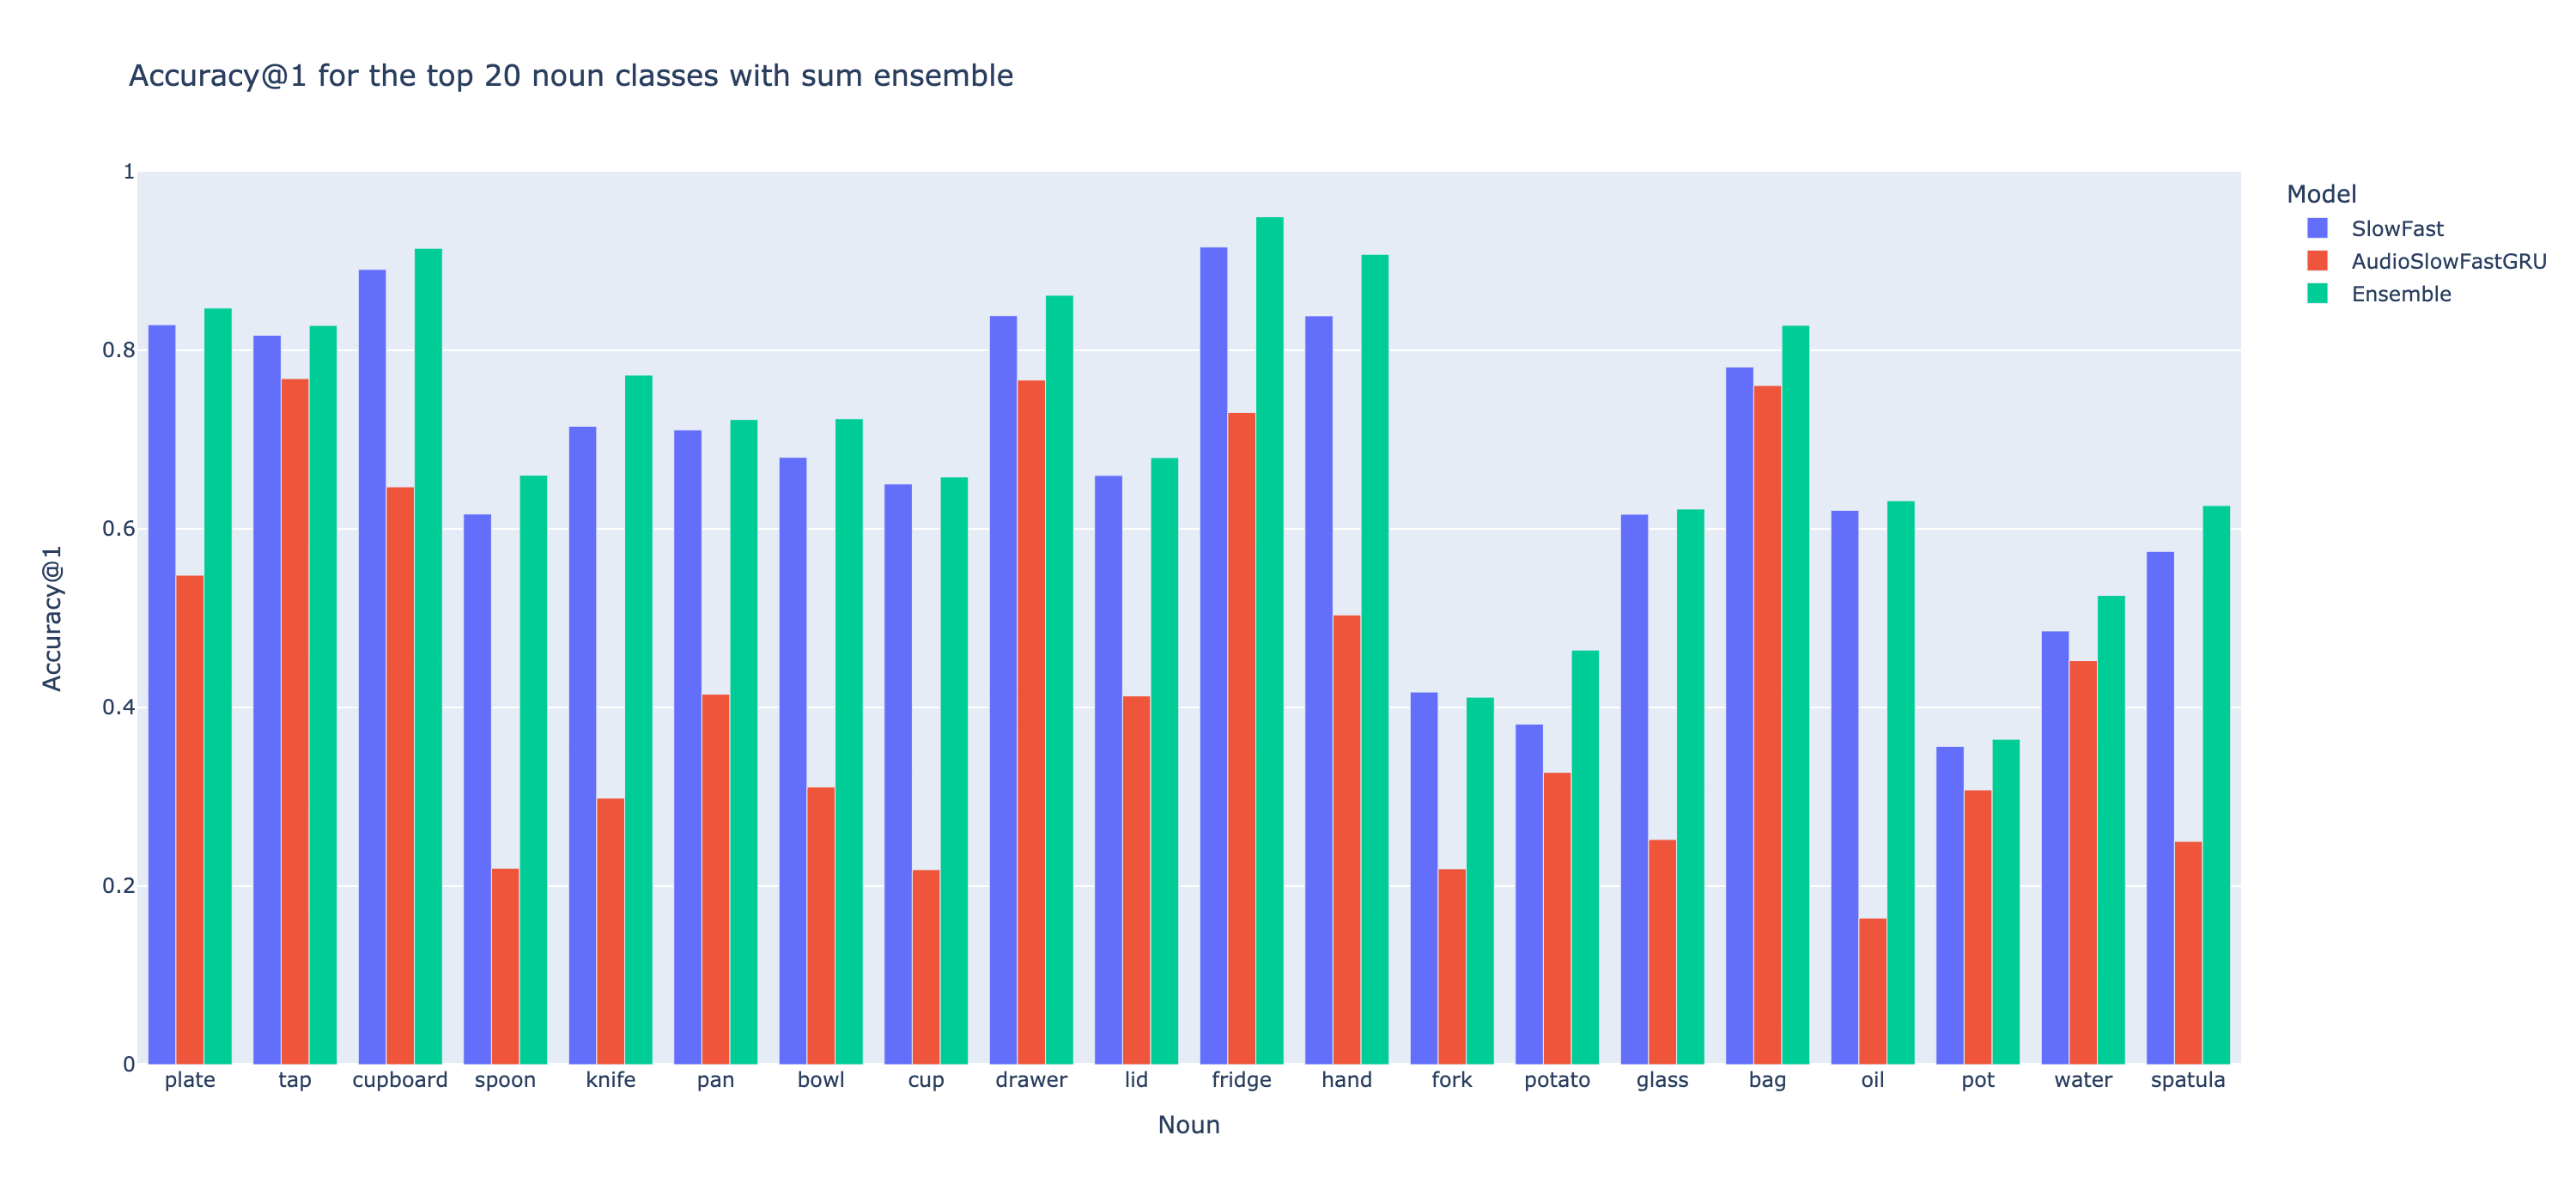 Accuracy@1 for the top 20 noun classes with sum ensemble
Model
SlowFast
AudioSlowFastGRU
Ensemble
1
0.8
0.6
0.4
0.2
0
Accuracy@1
plate tap cupboard spoon knife pan bowl cup drawer lid fridge hand fork potato glass bag oil pot water spatula
Noun